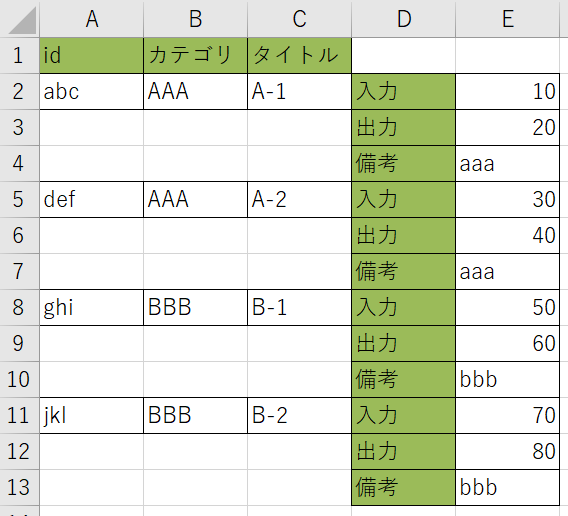 A B C D E
1 id カテゴリ タイトル
2 abc AAA A-1 入力 10
3 出力 20
4 備考 aaa
5 def AAA A-2 入力 30
6 出力 40
7 備考 aaa
8 ghi BBB B-1 入力 50
9 出力 60
10 備考 bbb
11 jkl BBB B-2 入力 70
12 出力 80
13 備考 bbb